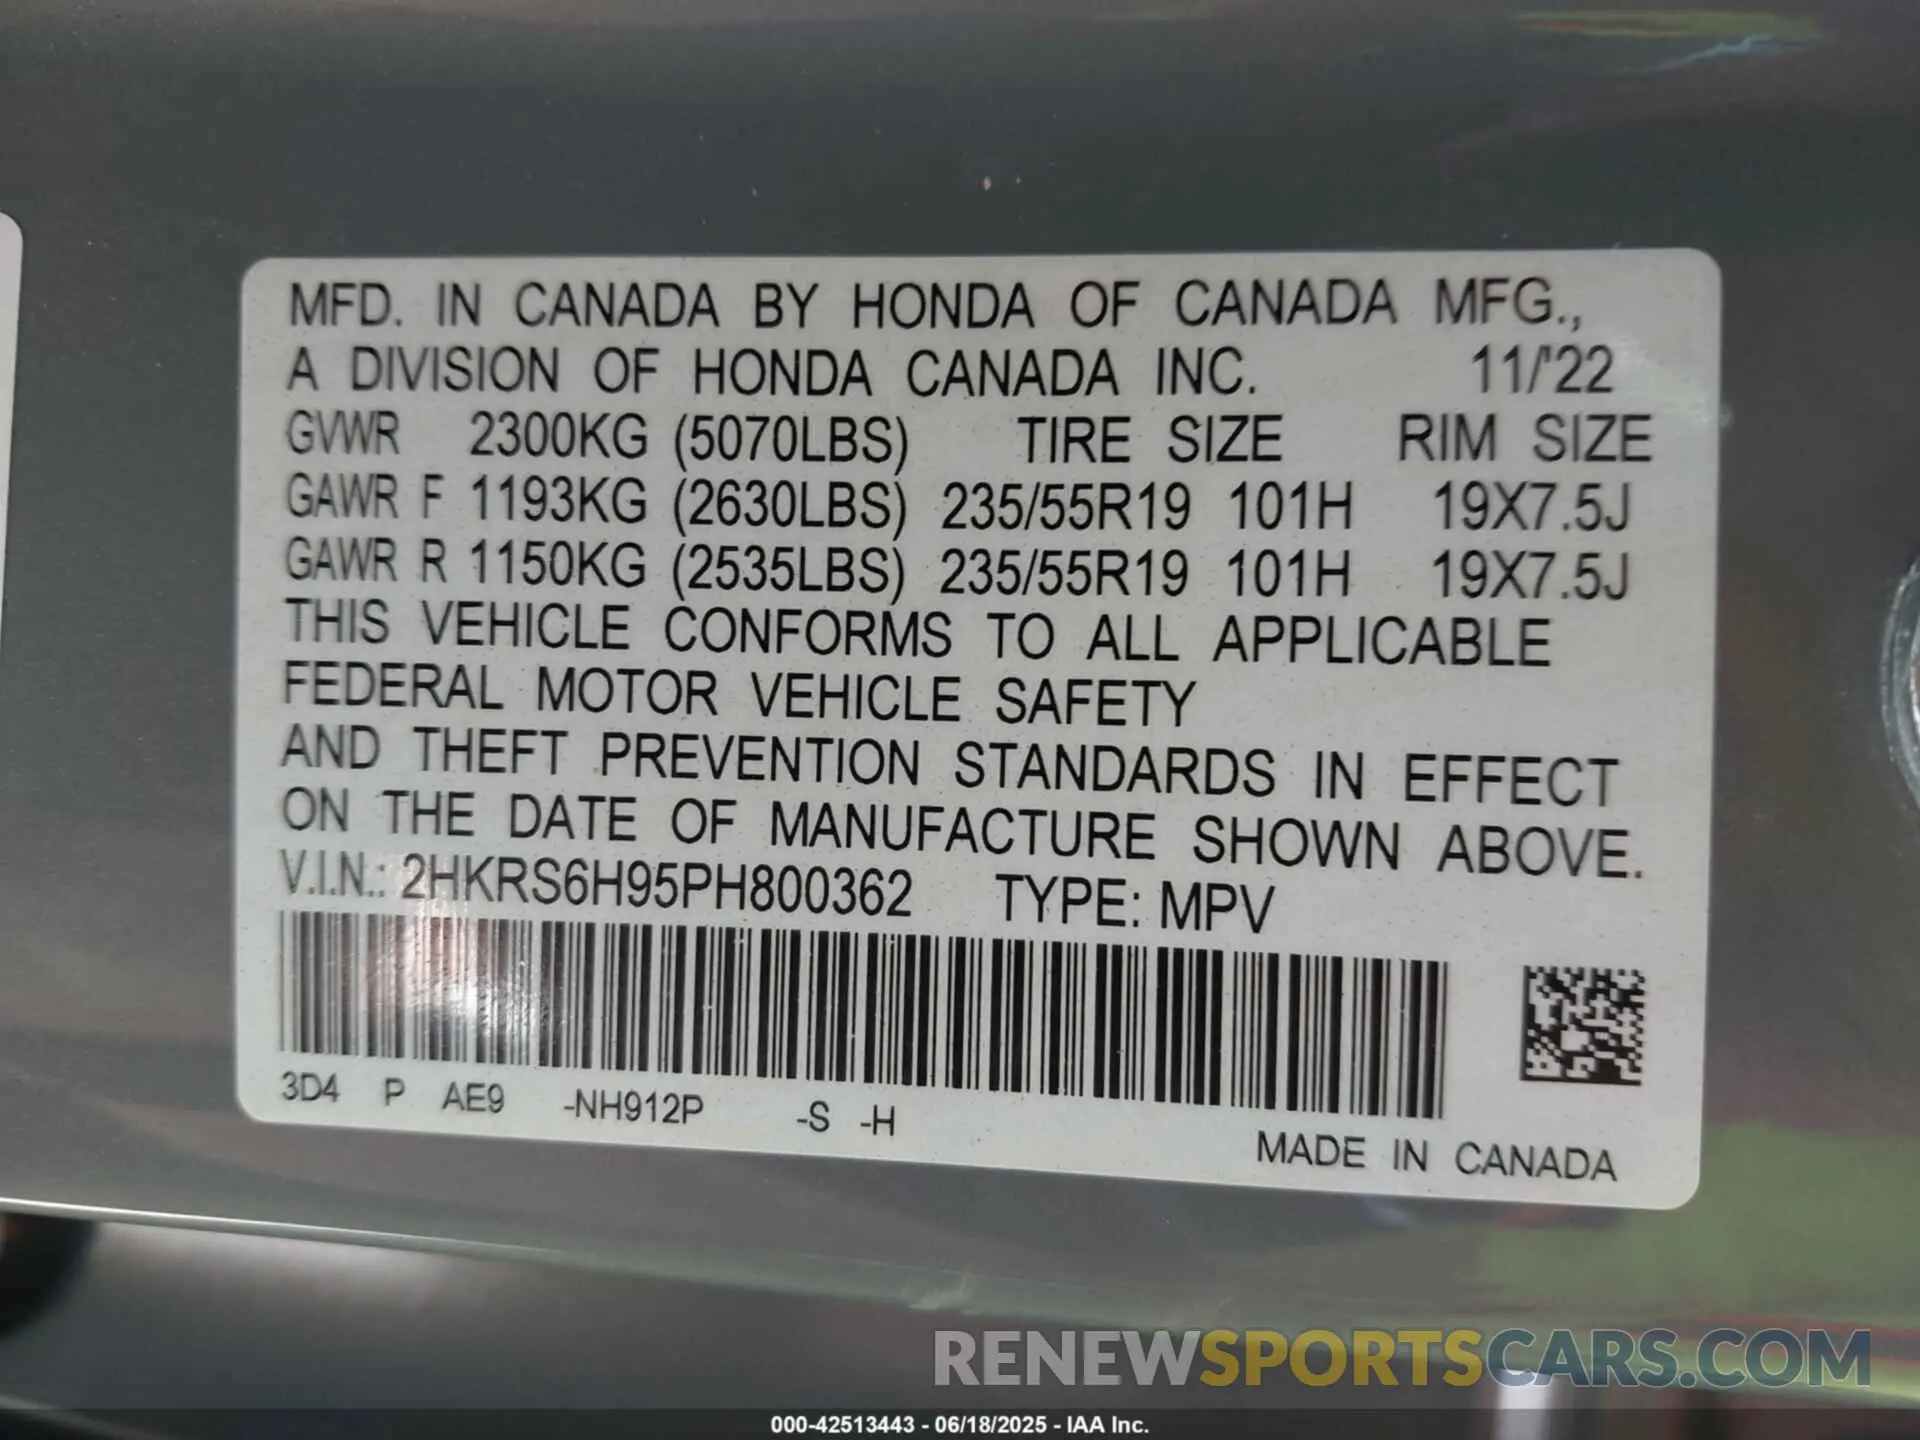 MFD. IN CANADA BY HONDA OF CANADA MFG.,
A DIVISION OF HONDA CANADA INC. 11/'22
GVWR 2300KG (5070LBS) TIRE SIZE RIM SIZE
GAWR F 1193KG (2630LBS) 235/55R19 101H 19X7.5J
GAWR R 1150KG (2535LBS) 235/55R19 101H 19X7.5J
THIS VEHICLE CONFORMS TO ALL APPLICABLE
FEDERAL MOTOR VEHICLE SAFETY
AND THEFT PREVENTION STANDARDS IN EFFECT
ON THE DATE OF MANUFACTURE SHOWN ABOVE.
V.I.N.: 2HKRS6H95PH800362 TYPE: MPV
3D4 P AE9 -NH912P -S -H
MADE IN CANADA
RENEWSPORTSCARS.COM
000-42513443 - 06/18/2025 - IAA Inc.